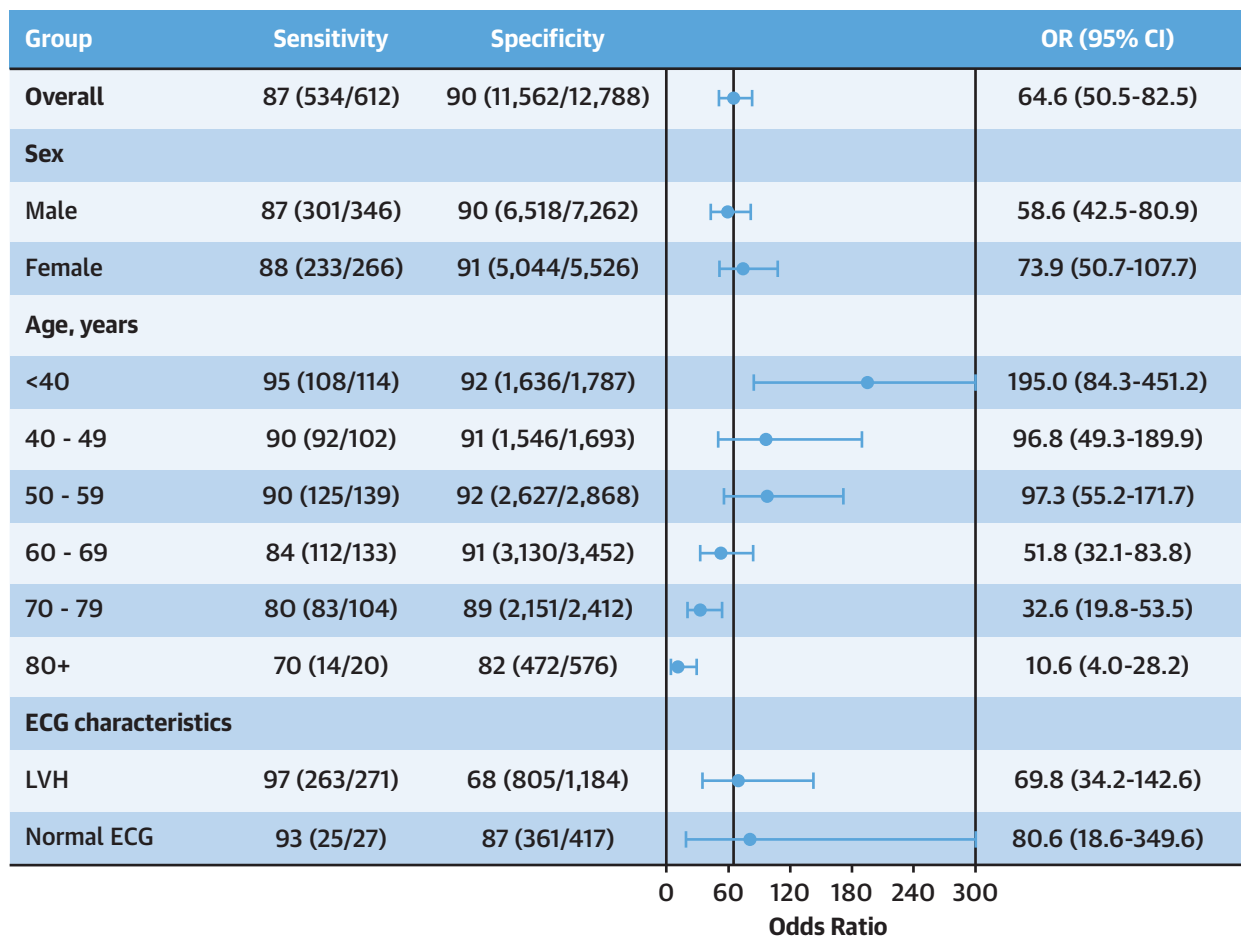 Group Sensitivity Specificity OR (95% CI)
Overall 87 (534/612) 90 (11,562/12,788) 64.6 (50.5-82.5)
Sex
Male 87 (301/346) 90 (6,518/7,262) 58.6 (42.5-80.9)
Female 88 (233/266) 91 (5,044/5,526) 73.9 (50.7-107.7)
Age, years
<40 95 (108/114) 92 (1,636/1,787) 195.0 (84.3-451.2)
40 - 49 90 (92/102) 91 (1,546/1,693) 96.8 (49.3-189.9)
50 - 59 90 (125/139) 92 (2,627/2,868) 97.3 (55.2-171.7)
60 - 69 84 (112/133) 91 (3,130/3,452) 51.8 (32.1-83.8)
70 - 79 80 (83/104) 89 (2,151/2,412) 32.6 (19.8-53.5)
80+ 70 (14/20) 82 (472/576) 10.6 (4.0-28.2)
ECG characteristics
LVH 97 (263/271) 68 (805/1,184) 69.8 (34.2-142.6)
Normal ECG 93 (25/27) 87 (361/417) 80.6 (18.6-349.6)
0 60 120 180 240 300
Odds Ratio